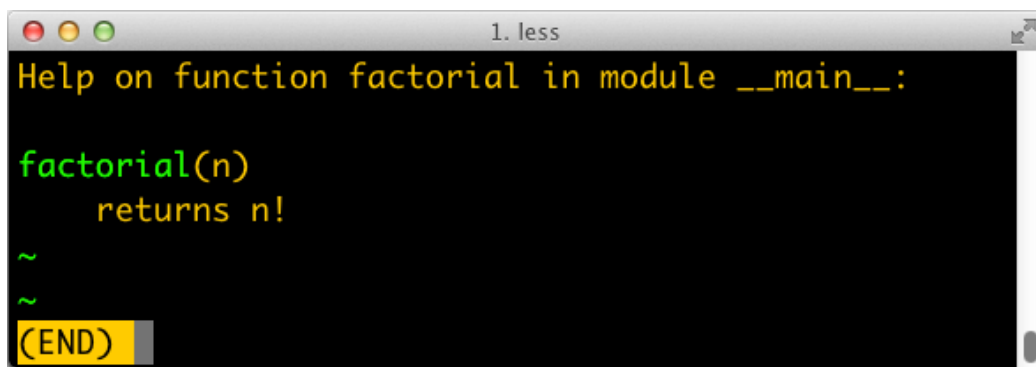 1. less
Help on function factorial in module __main__:
factorial(n)
    returns n!
~
~
(END)